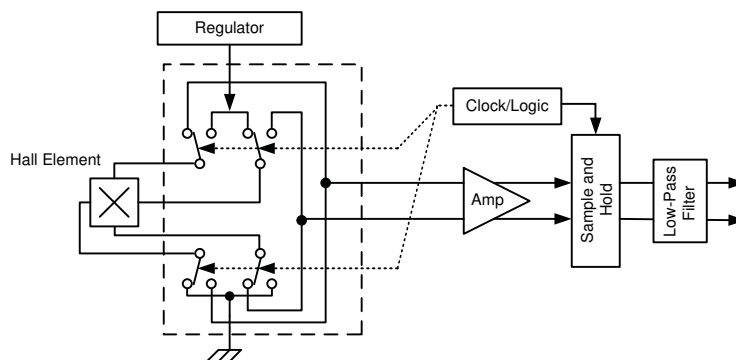 Regulator
Clock/Logic
Hall Element
Amp
Sample and
Hold
Low-Pass
Filter